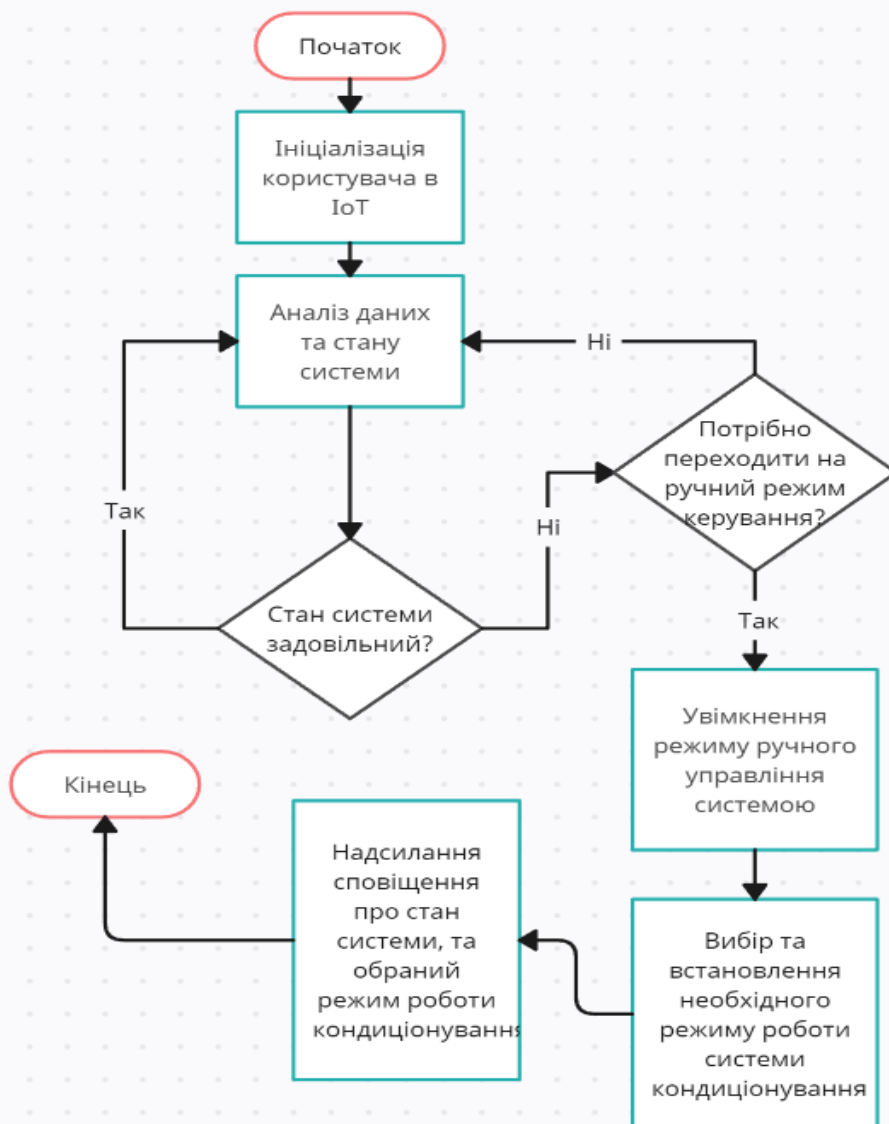 Початок
Ініціалізація
користувача в
ІоТ
Аналіз даних
та стану
системи
Ні
Потрібно
переходити на
ручний режим
керування?
Так
Ні
Стан системи
задовільний?
Так
Увімкнення
режиму ручного
управління
системою
Кінець
Надсилання
сповіщення
про стан
системи, та
обраний
режим роботи
кондиціонування
Вибір та
встановлення
необхідного
режиму роботи
системи
кондиціонування